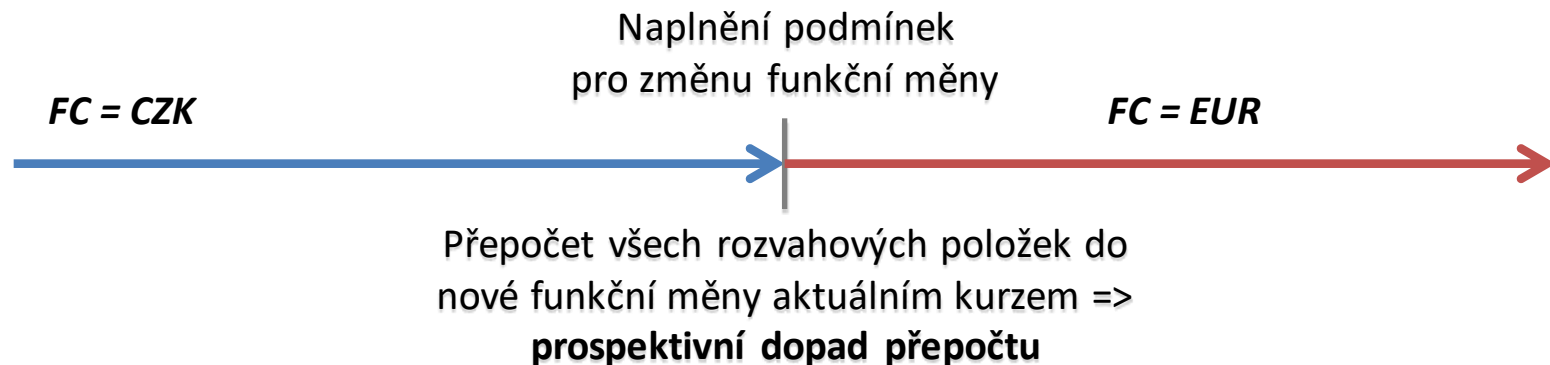 Naplnění podmínek
pro změnu funkční měny
FC = CZK
FC = EUR
Přepočet všech rozvahových položek do
nové funkční měny aktuálním kurzem =>
prospektivní dopad přepočtu